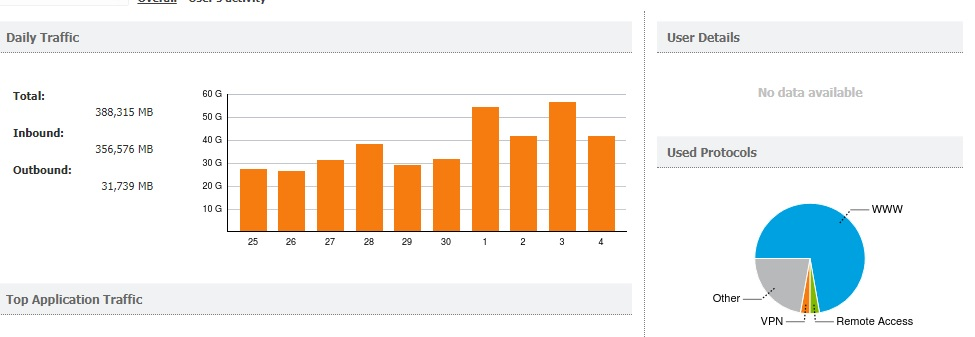 Overall User's activity
Daily Traffic
Total:
388,315 MB
Inbound:
356,576 MB
Outbound:
31,739 MB
60 G
50 G
40 G
30 G
20 G
10 G
25 26 27 28 29 30 1 2 3 4
Top Application Traffic
User Details
No data available
Used Protocols
WWW
Other
VPN
Remote Access